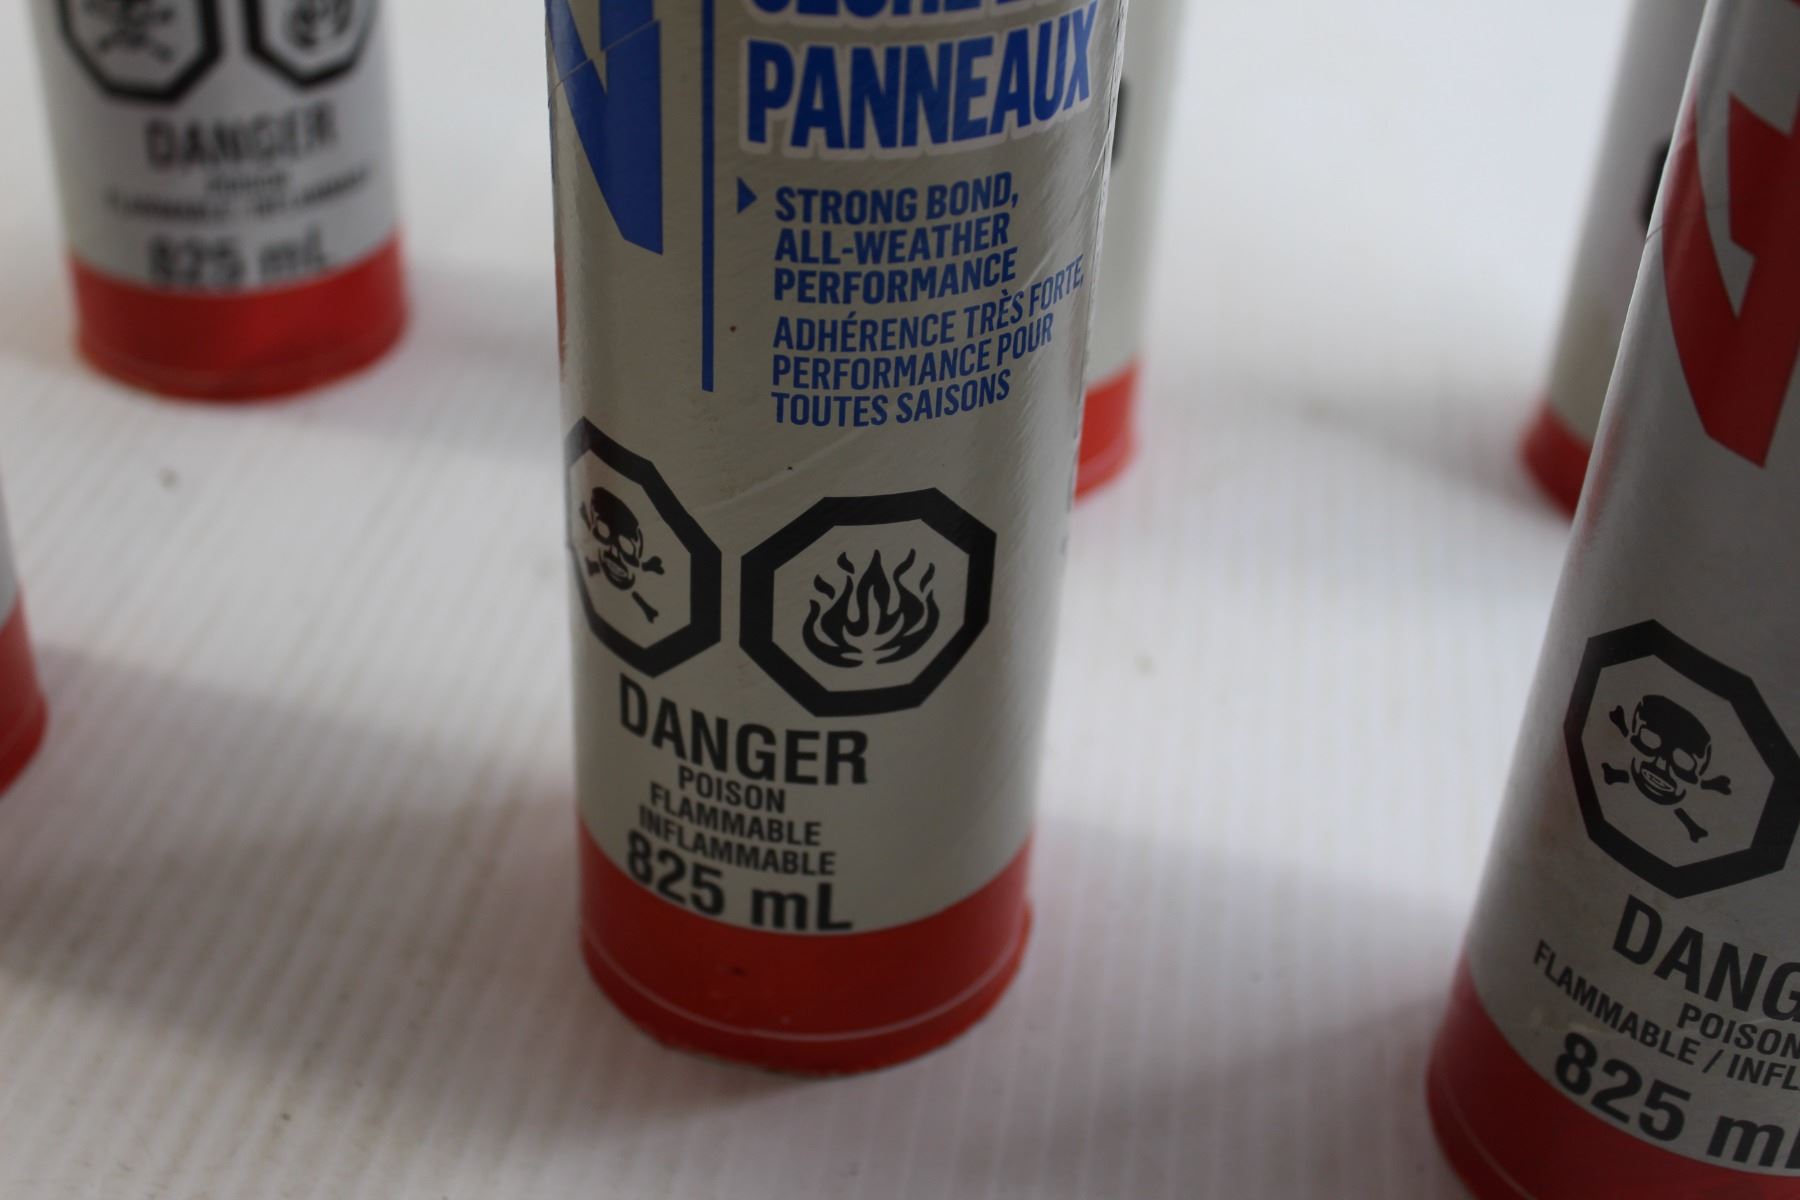 PANNEAUX
STRONG BOND,
ALL-WEATHER
PERFORMANCE
ADHÉRENCE TRÈS FORTE,
PERFORMANCE POUR
TOUTES SAISONS
DANGER
POISON
FLAMMABLE
INFLAMMABLE
825 mL
DANGER
825 mL
POISON
FLAMMABLE /
825 mL